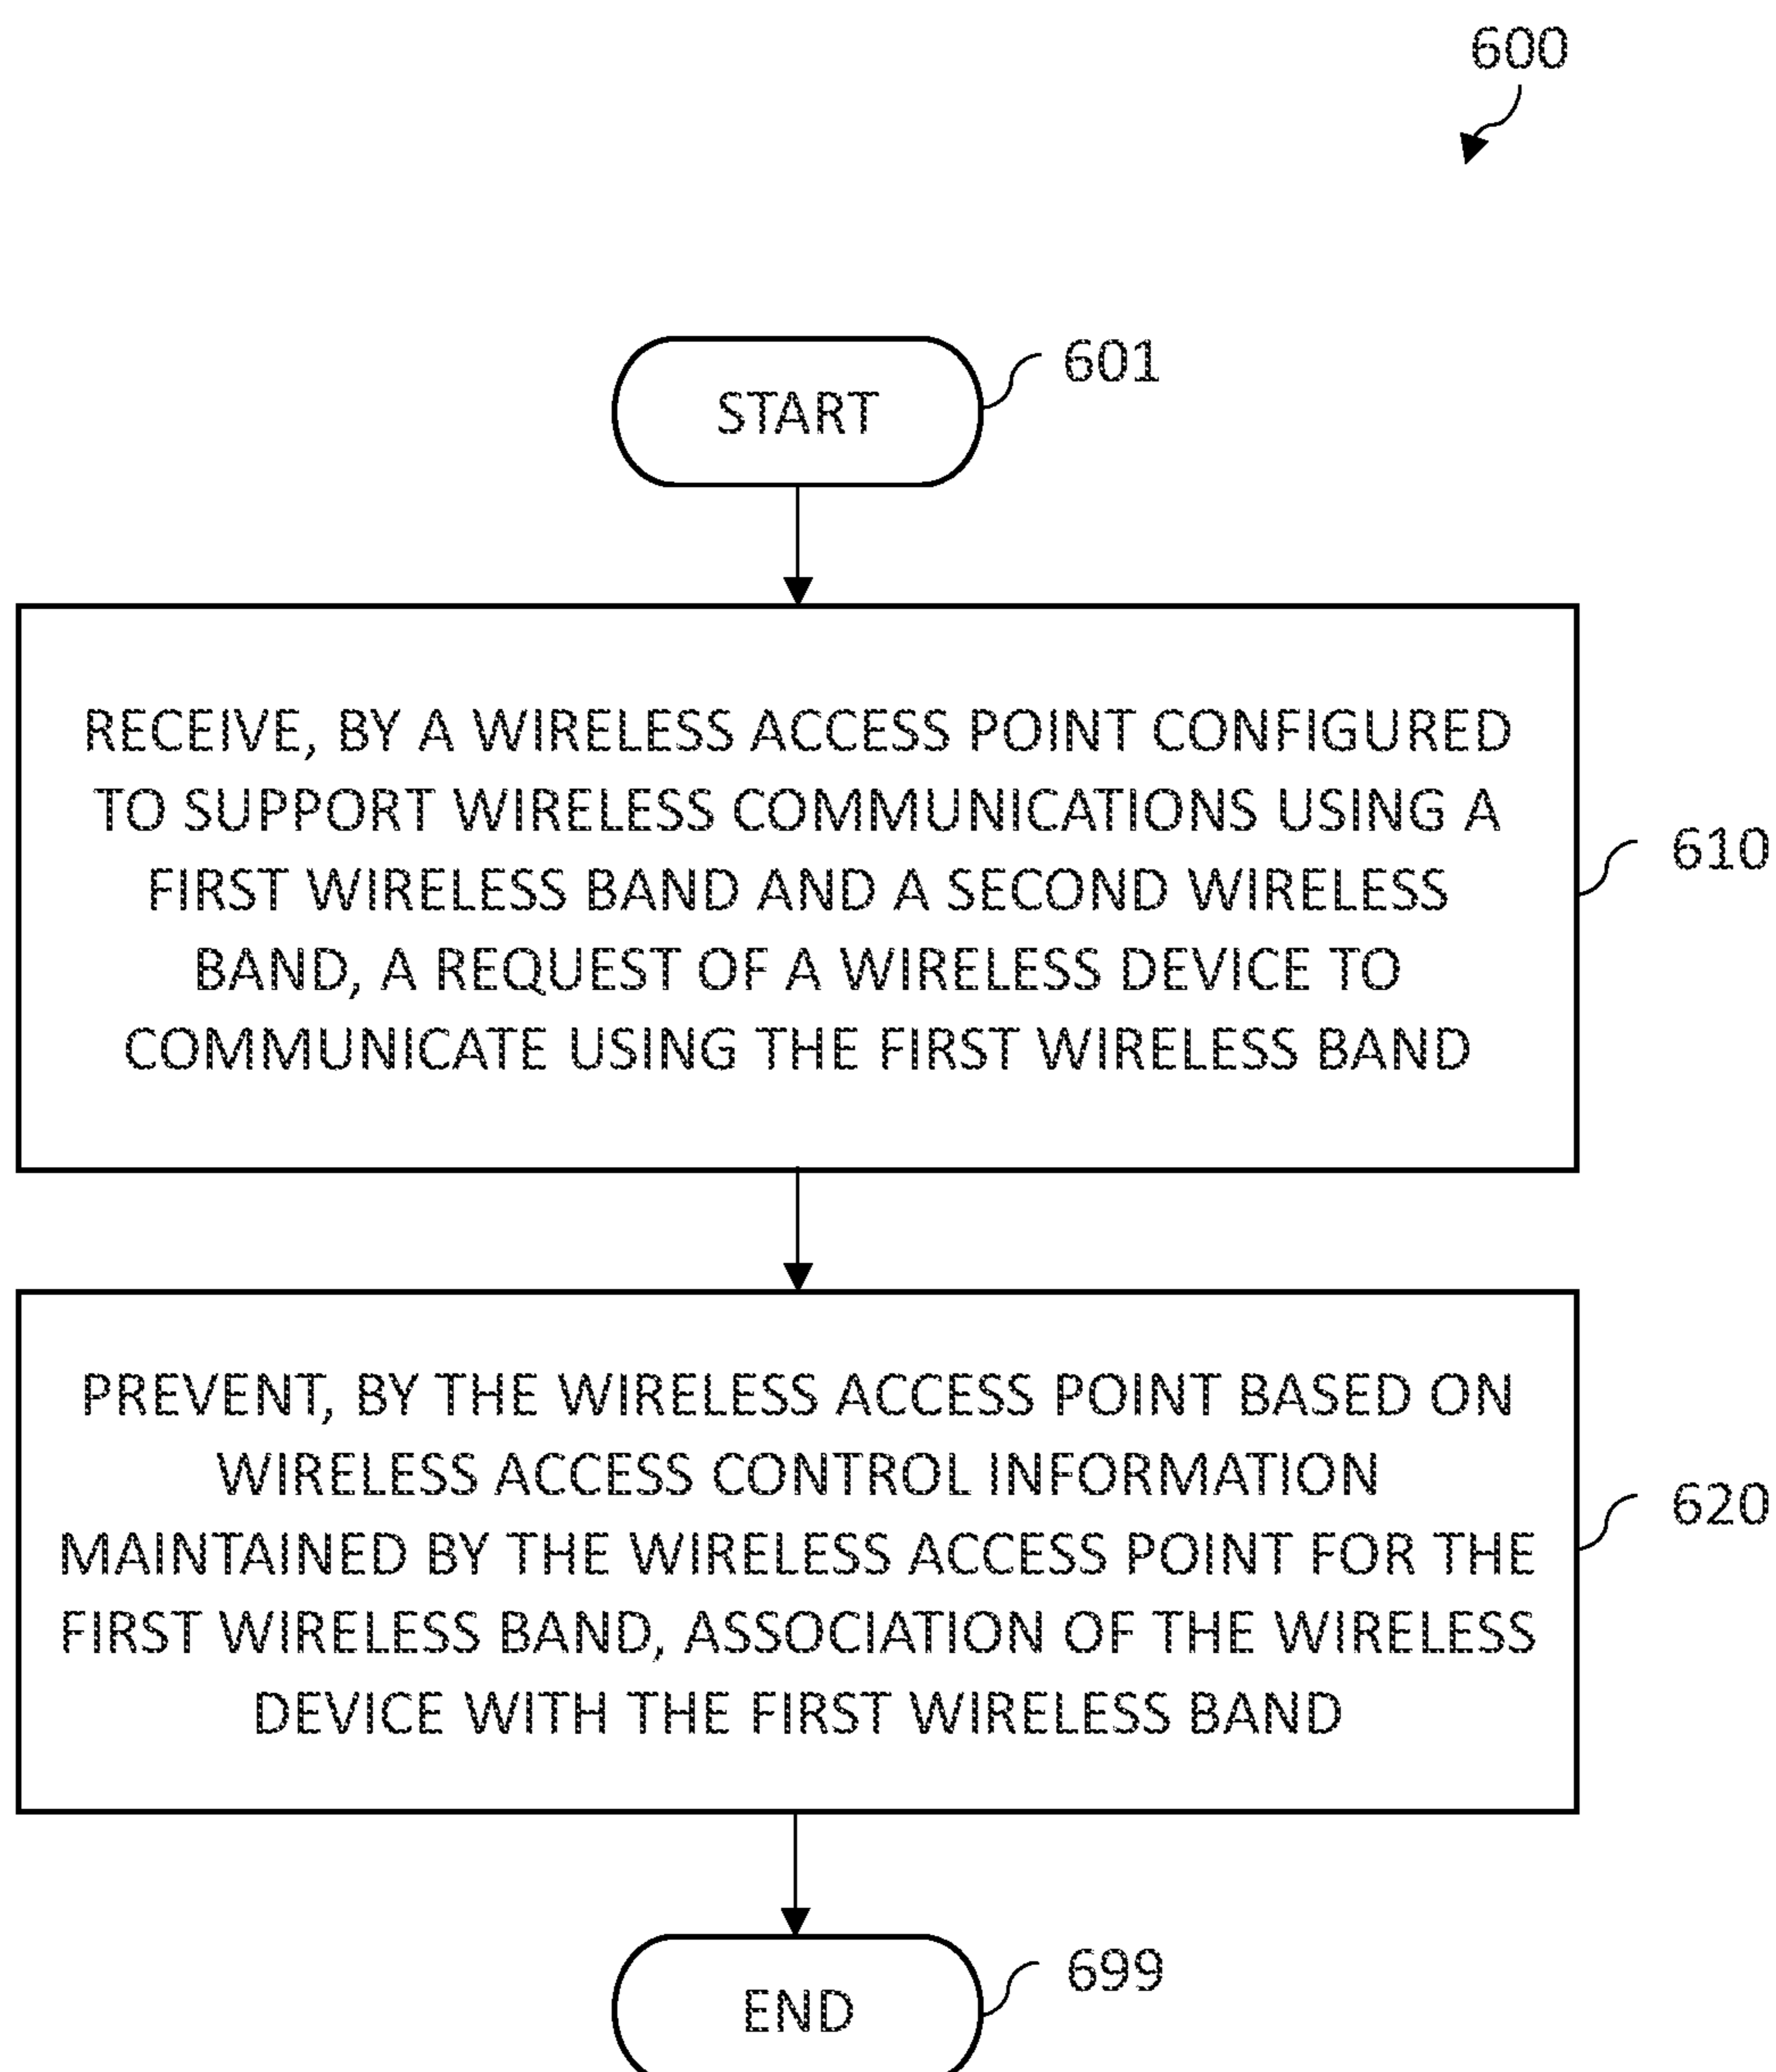 600
601
START
RECEIVE, BY A WIRELESS ACCESS POINT CONFIGURED
TO SUPPORT WIRELESS COMMUNICATIONS USING A
FIRST WIRELESS BAND AND A SECOND WIRELESS
BAND, A REQUEST OF A WIRELESS DEVICE TO
COMMUNICATE USING THE FIRST WIRELESS BAND
610
PREVENT, BY THE WIRELESS ACCESS POINT BASED ON
WIRELESS ACCESS CONTROL INFORMATION
MAINTAINED BY THE WIRELESS ACCESS POINT FOR THE
FIRST WIRELESS BAND, ASSOCIATION OF THE WIRELESS
DEVICE WITH THE FIRST WIRELESS BAND
620
699
END